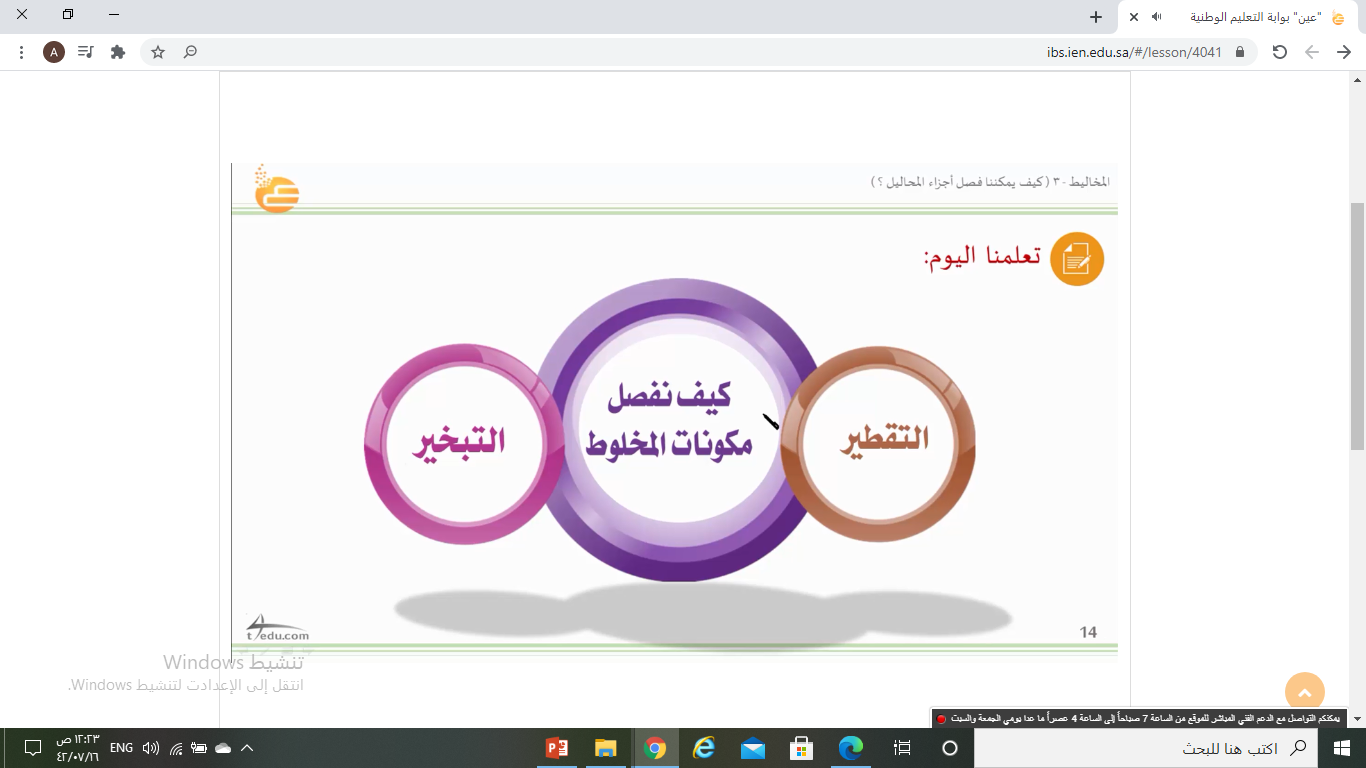 "عين" بوابة التعليم الوطنية
ibs.ien.edu.sa/#/lesson/4041
A
المخاليط - ٣ (كيف يمكننا فصل أجزاء المحاليل ؟)
تعلمنا اليوم:
التقطير
كيف نفصل
مكونات المخلوط
التبخير
t4edu.com
14
تنشيط Windows
انتقل إلى الإعدادت لتنشيط Windows.
يمكنكم التواصل مع الدعم الفني المباشر للموقع من الساعة 7 صباحاً إلى الساعة 4 عصراً ما عدا يومي الجمعة والسبت
اكتب هنا للبحث
ENG
١٢:٢٣ ص
٤٢/٠٧/١٦